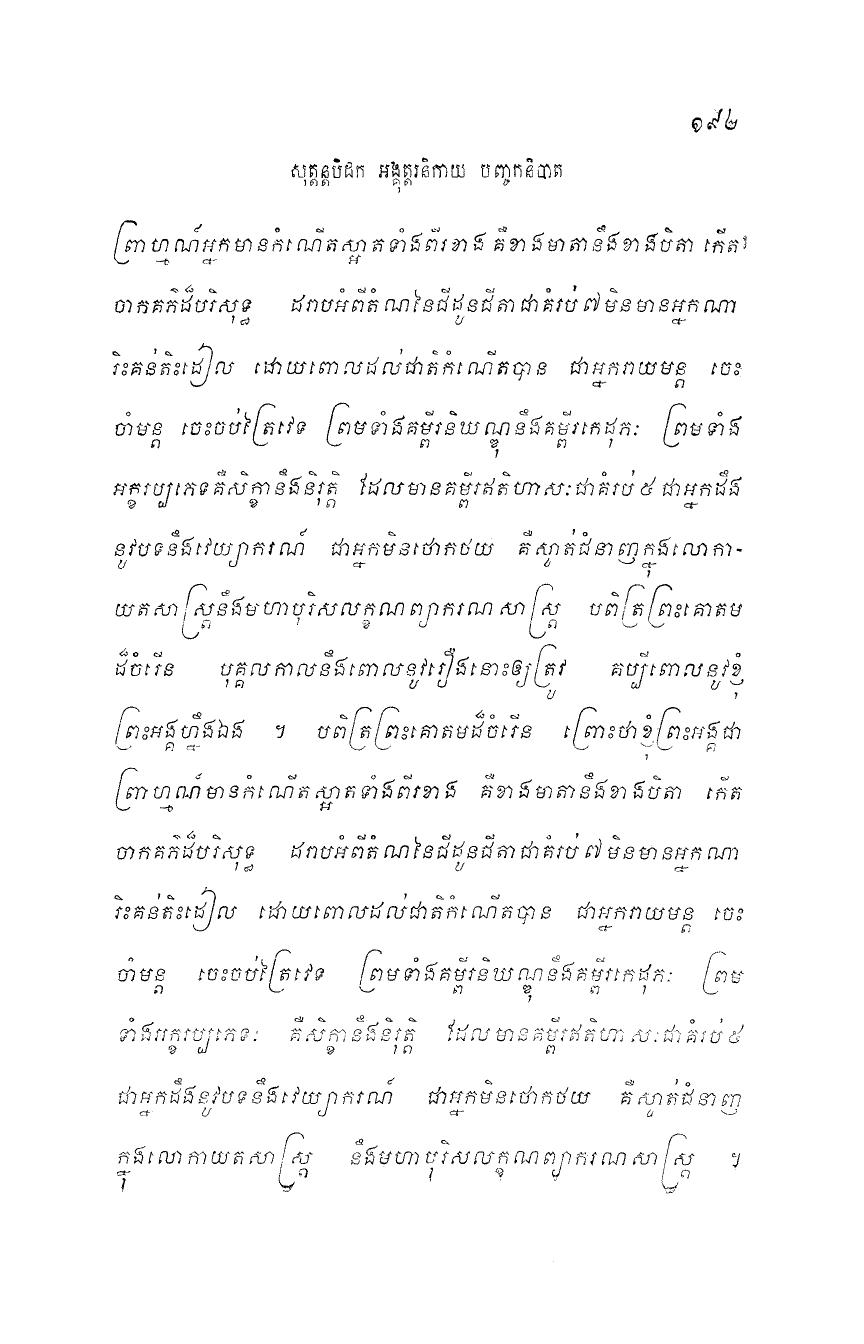 ១៩២
សុត្តន្តបិដក អង្គុត្តរនិកាយ បញ្ចកនិបាត
ព្រាហ្មណ៍អ្នកមានកំណើតស្អាតទាំងពីរខាង គឺខាងមាតានឹងខាងបិតា កើត
ចាកគភ៌ដ៏បរិសុទ្ធ ដរាបអំពីតំណនៃជីដូនជីតាជាគំរប់៧មិនមានអ្នកណា
រិះគន់តិះដៀល ដោយពោលដល់ជាតិកំណើតបាន ជាអ្នករាយមន្ត ចេះ
ចាំមន្ត ចេះចប់ត្រៃវេទ ព្រមទាំងគម្ពីរនិឃណ្ឌុនឹងគម្ពីរកេដុភៈ ព្រមទាំង
អក្ខរប្បភេទគឺសិក្ខានឹងនិរុត្តិ ដែលមានគម្ពីរឥតិហាសៈជាគំរប់៥ ជាអ្នកដឹង
នូវបទនឹងវេយ្យាករណ៍ ជាអ្នកមិនថោកថយ គឺស្ទាត់ជំនាញក្នុងលោកា-
យតសាស្ត្រនឹងមហាបុរិសលក្ខណព្យាករណសាស្ត្រ បពិត្រព្រះគោតម
ដ៏ចំរើន បុគ្គលកាលនឹងពោលនូវរឿងនោះឲ្យត្រូវ គប្បីពោលនូវខ្ញុំ
ព្រះអង្គហ្នឹងឯង ។ បពិត្រព្រះគោតមដ៏ចំរើន ព្រោះថាខ្ញុំព្រះអង្គជា
ព្រាហ្មណ៍មានកំណើតស្អាតទាំងពីរខាង គឺខាងមាតានឹងខាងបិតា កើត
ចាកគភ៌ដ៏បរិសុទ្ធ ដរាបអំពីតំណនៃជីដូនជីតាជាគំរប់៧មិនមានអ្នកណា
រិះគន់តិះដៀល ដោយពោលដល់ជាតិកំណើតបាន ជាអ្នករាយមន្ត ចេះ
ចាំមន្ត ចេះចប់ត្រៃវេទ ព្រមទាំងគម្ពីរនិឃណ្ឌុនឹងគម្ពីរកេដុភៈ ព្រម
ទាំងអក្ខរប្បភេទៈ គឺសិក្ខានឹងនិរុត្តិ ដែលមានគម្ពីរឥតិហាសៈជាគំរប់៥
ជាអ្នកដឹងនូវបទនឹងវេយ្យាករណ៍ ជាអ្នកមិនថោកថយ គឺស្ទាត់ជំនាញ
ក្នុងលោកាយតសាស្ត្រ នឹងមហាបុរិសលក្ខណព្យាករណសាស្ត្រ ។